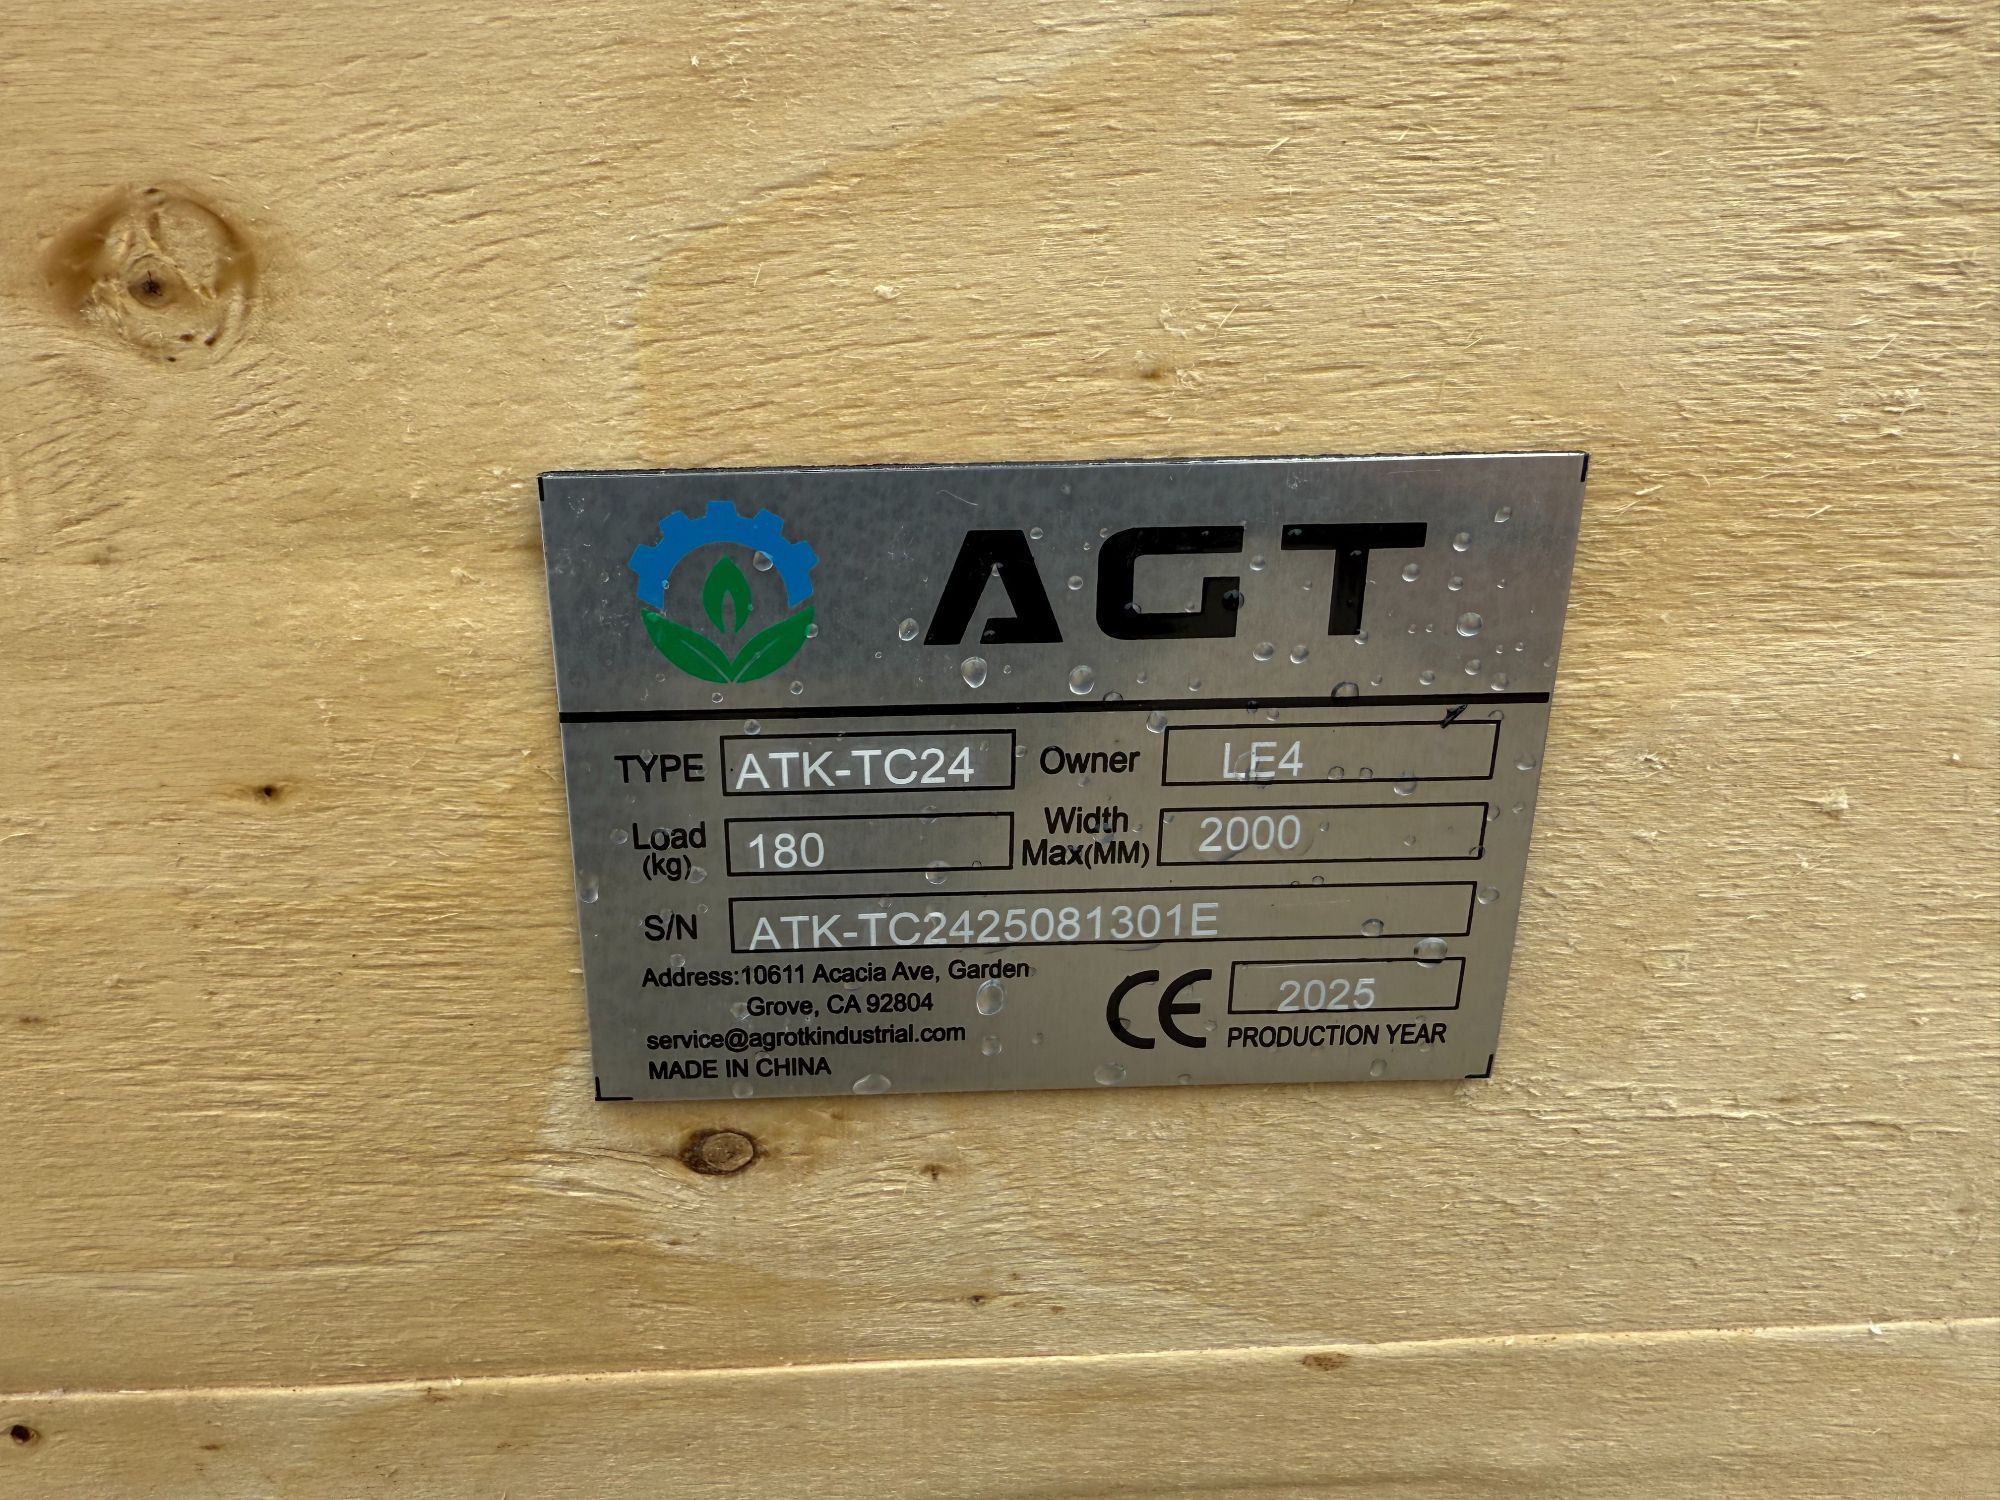 AGT
TYPE ATK-TC24 Owner LE4
Load (kg) 180 Width Max(MM) 2000
S/N ATK-TC2425081301E
Address:10611 Acacia Ave, Garden
Grove, CA 92804
service@agrotkindustrial.com
MADE IN CHINA
CE 2025
PRODUCTION YEAR